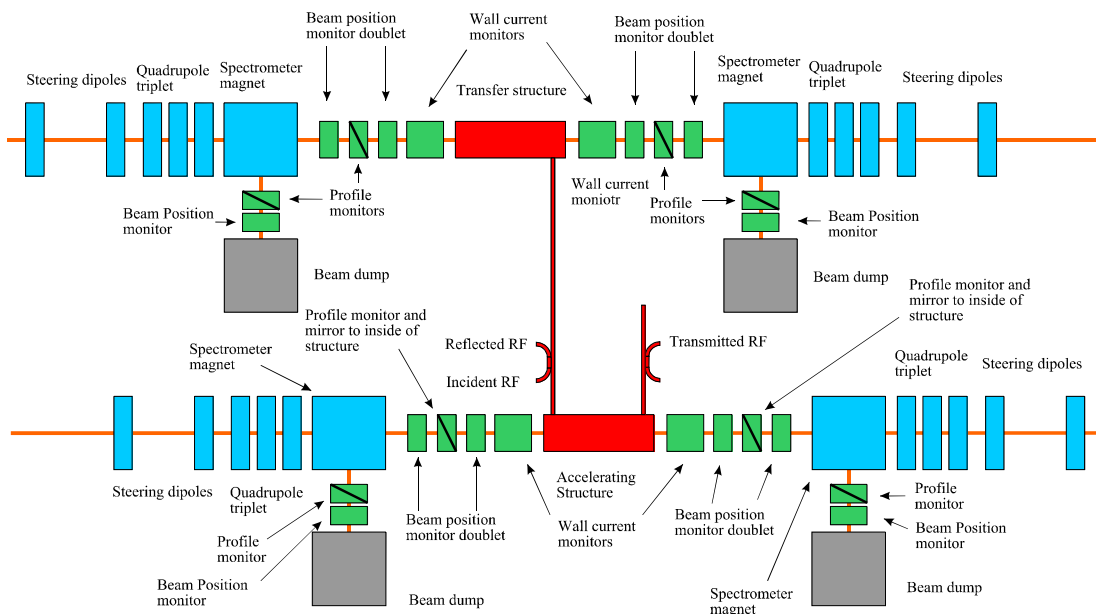 Beam position
monitor doublet
Wall current
monitors
Beam position
monitor doublet
Steering dipoles
Quadrupole
triplet
Spectrometer
magnet
Transfer structure
Spectrometer
magnet
Quadrupole
triplet
Steering dipoles
Profile
monitors
Beam Position
monitor
Wall current
moniotr
Profile
monitors
Beam Position
monitor
Beam dump
Beam dump
Profile monitor and
mirror to inside of
structure
Profile monitor and
mirror to inside of
structure
Reflected RF
Transmitted RF
Incident RF
Spectrometer
magnet
Quadrupole
triplet
Steering dipoles
Steering dipoles
Quadrupole
triplet
Accelerating
Structure
Profile
monitor
Beam Position
monitor
Beam position
monitor doublet
Wall current
monitors
Beam position
monitor doublet
Profile
monitor
Beam Position
monitor
Beam dump
Spectrometer
magnet
Beam dump